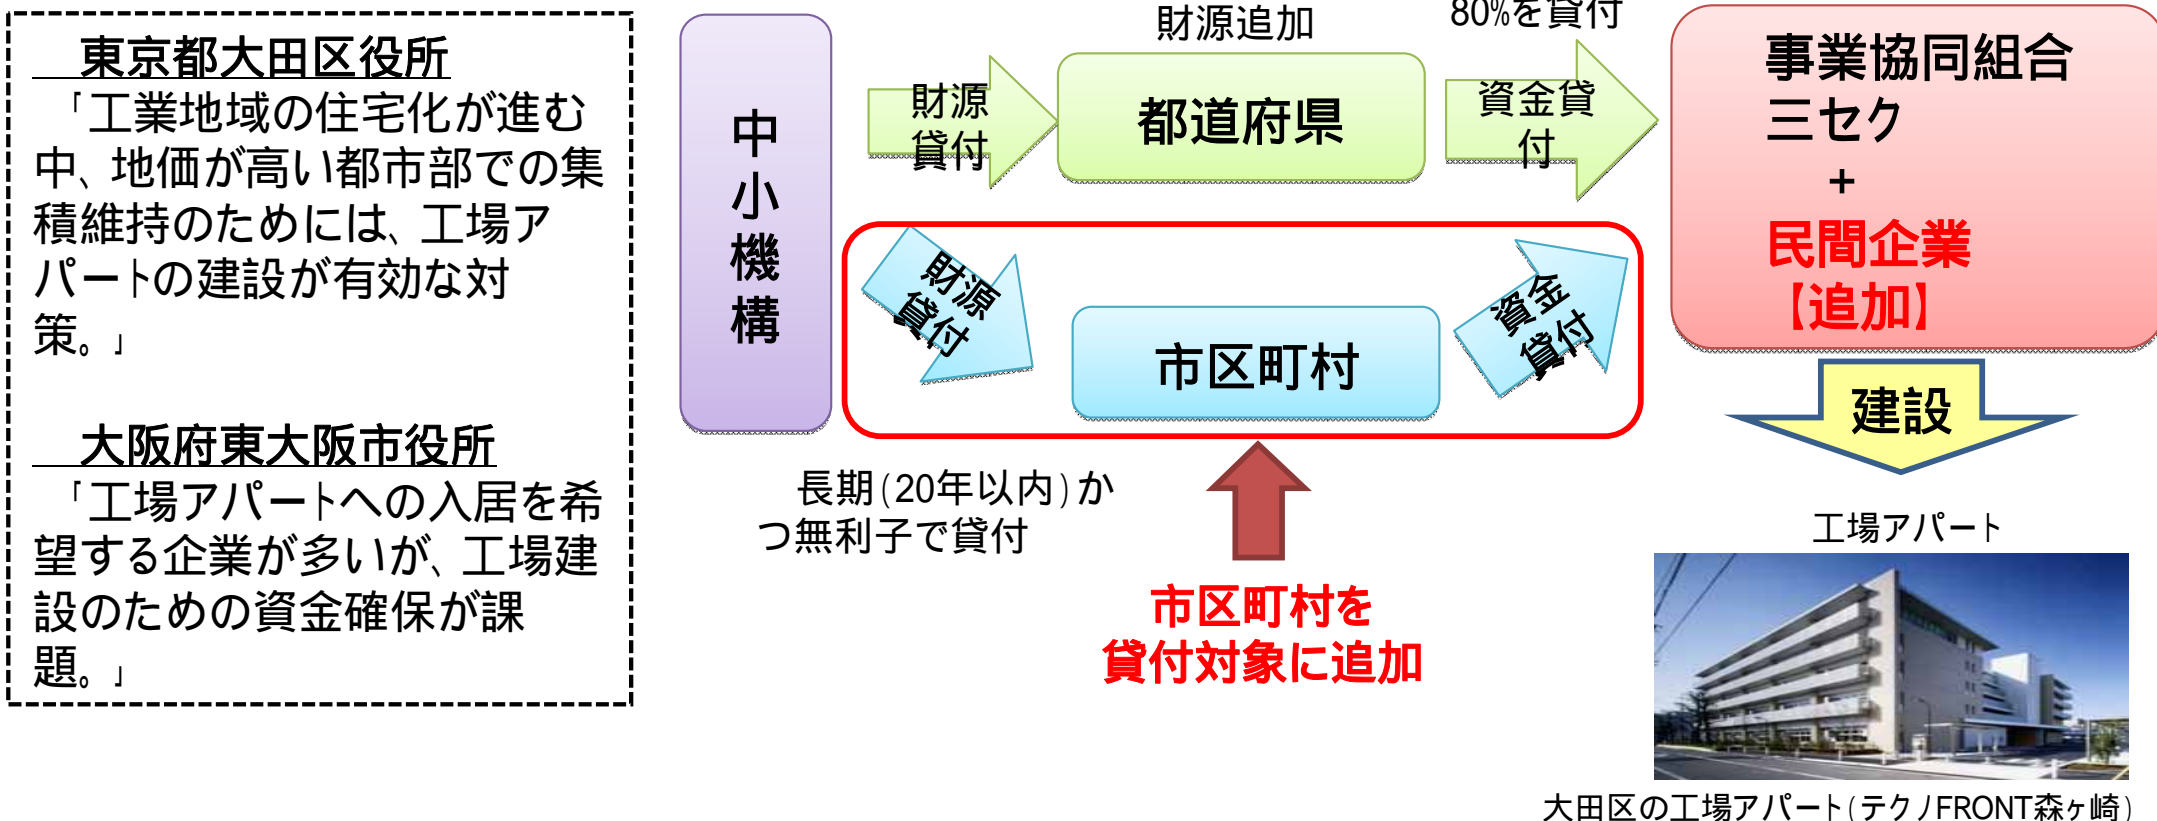 東京都大田区役所
「工業地域の住宅化が進む
中、地価が高い都市部での集
積維持のためには、工場ア
パートの建設が有効な対
策。」
大阪府東大阪市役所
「工場アパートへの入居を希
望する企業が多いが、工場建
設のための資金確保が課
題。」
中
小
機
構
財源
貸付
財源追加
都道府県
80%を貸付
資金貸
付
財源
貸付
市区町村
資金
貸付
長期(20年以内)か
つ無利子で貸付
市区町村を
貸付対象に追加
事業協同組合
三セク
+
民間企業
【追加】
建設
工場アパート
大田区の工場アパート(テクノFRONT森ヶ崎)